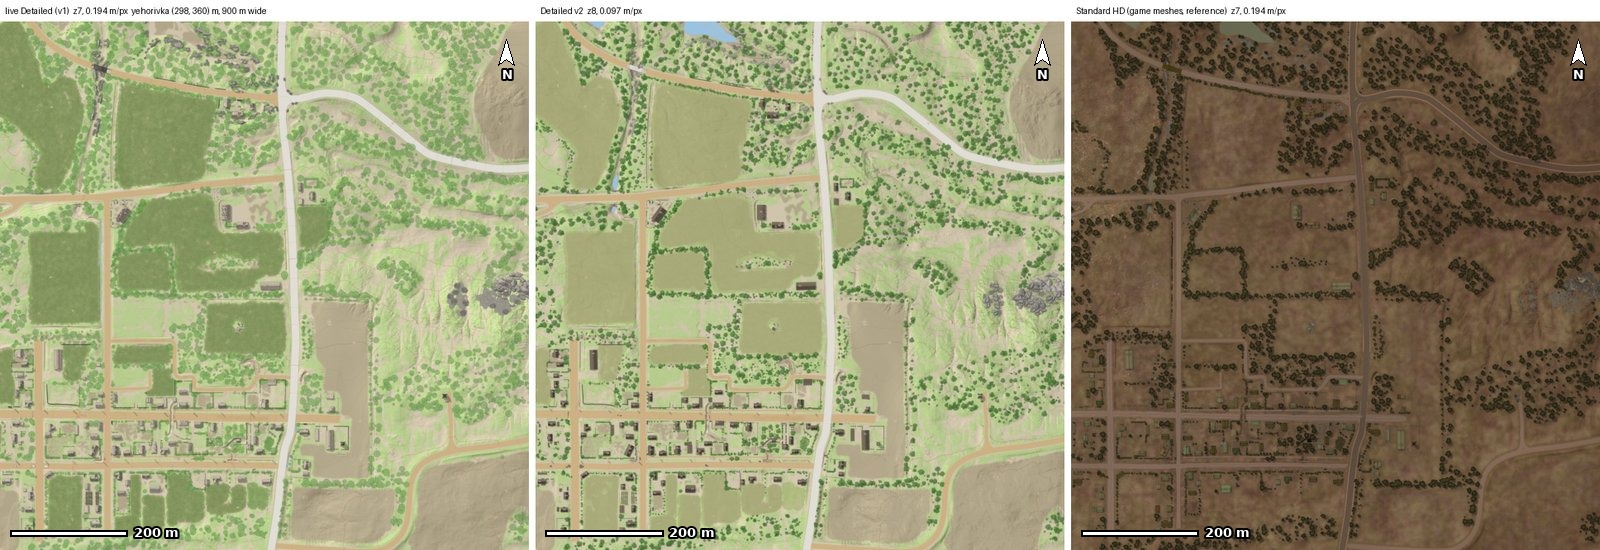 live Detailed (v1) z7, 0.194 m/px yehorivka (298, 360) m, 900 m wide
Detailed v2 z8, 0.097 m/px
Standard HD (game meshes, reference) z7, 0.194 m/px
N
N
N
200 m
200 m
200 m